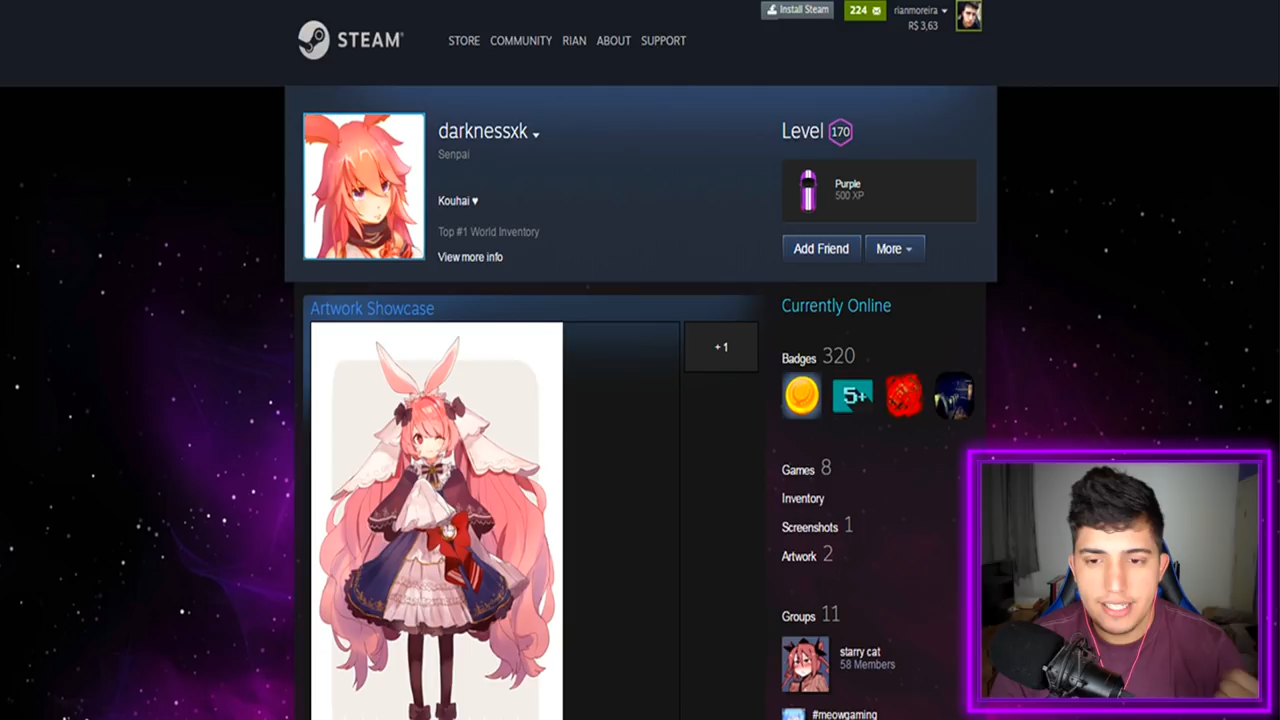 Install Steam
224
rianmoreira
R$ 3,63
STEAM®
STORE COMMUNITY RIAN ABOUT SUPPORT
darknessxk
Senpai
Kouhai ♥
Top #1 World Inventory
View more info
Level 170
Purple
500 XP
Add Friend
More
Artwork Showcase
+1
Currently Online
Badges 320
5+
Games 8
Inventory
Screenshots 1
Artwork 2
Groups 11
starry cat
58 Members
#meowgaming